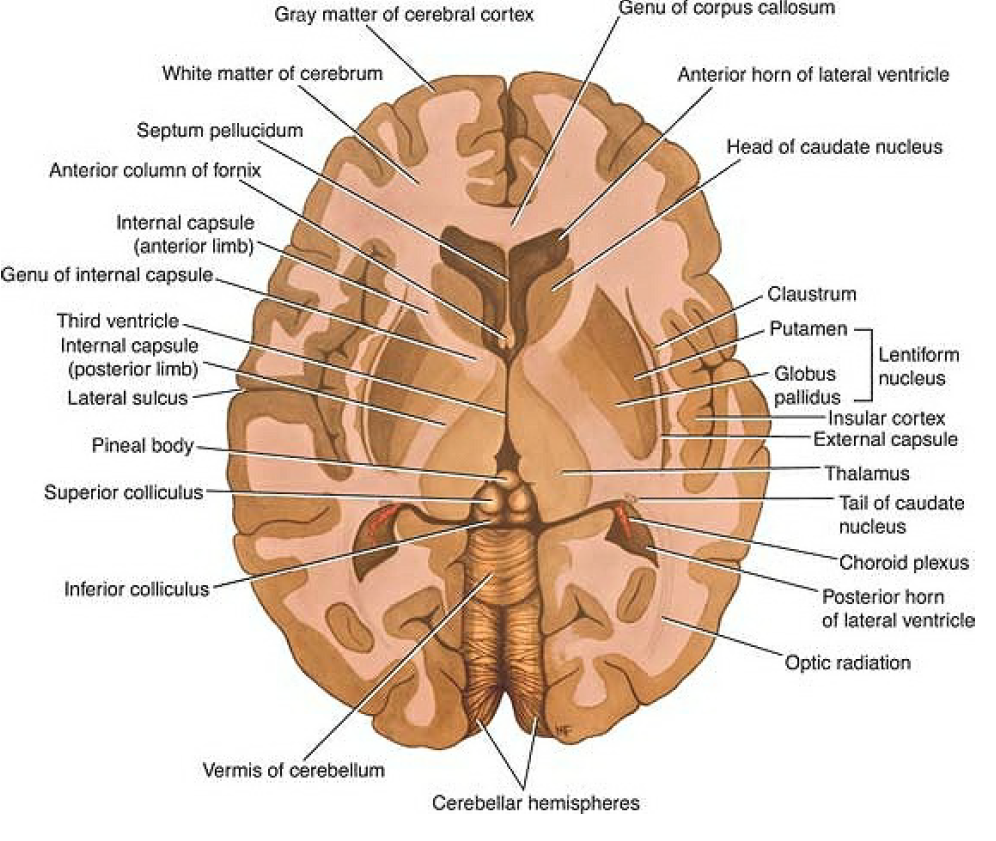 Gray matter of cerebral cortex
Genu of corpus callosum
White matter of cerebrum
Anterior horn of lateral ventricle
Septum pellucidum
Head of caudate nucleus
Anterior column of fornix
Internal capsule
(anterior limb)
Genu of internal capsule
Claustrum
Third ventricle
Putamen
Internal capsule
(posterior limb)
Lentiform
nucleus
Globus
pallidus
Lateral sulcus
Insular cortex
External capsule
Pineal body
Thalamus
Superior colliculus
Tail of caudate
nucleus
Choroid plexus
Inferior colliculus
Posterior horn
of lateral ventricle
Optic radiation
Vermis of cerebellum
Cerebellar hemispheres